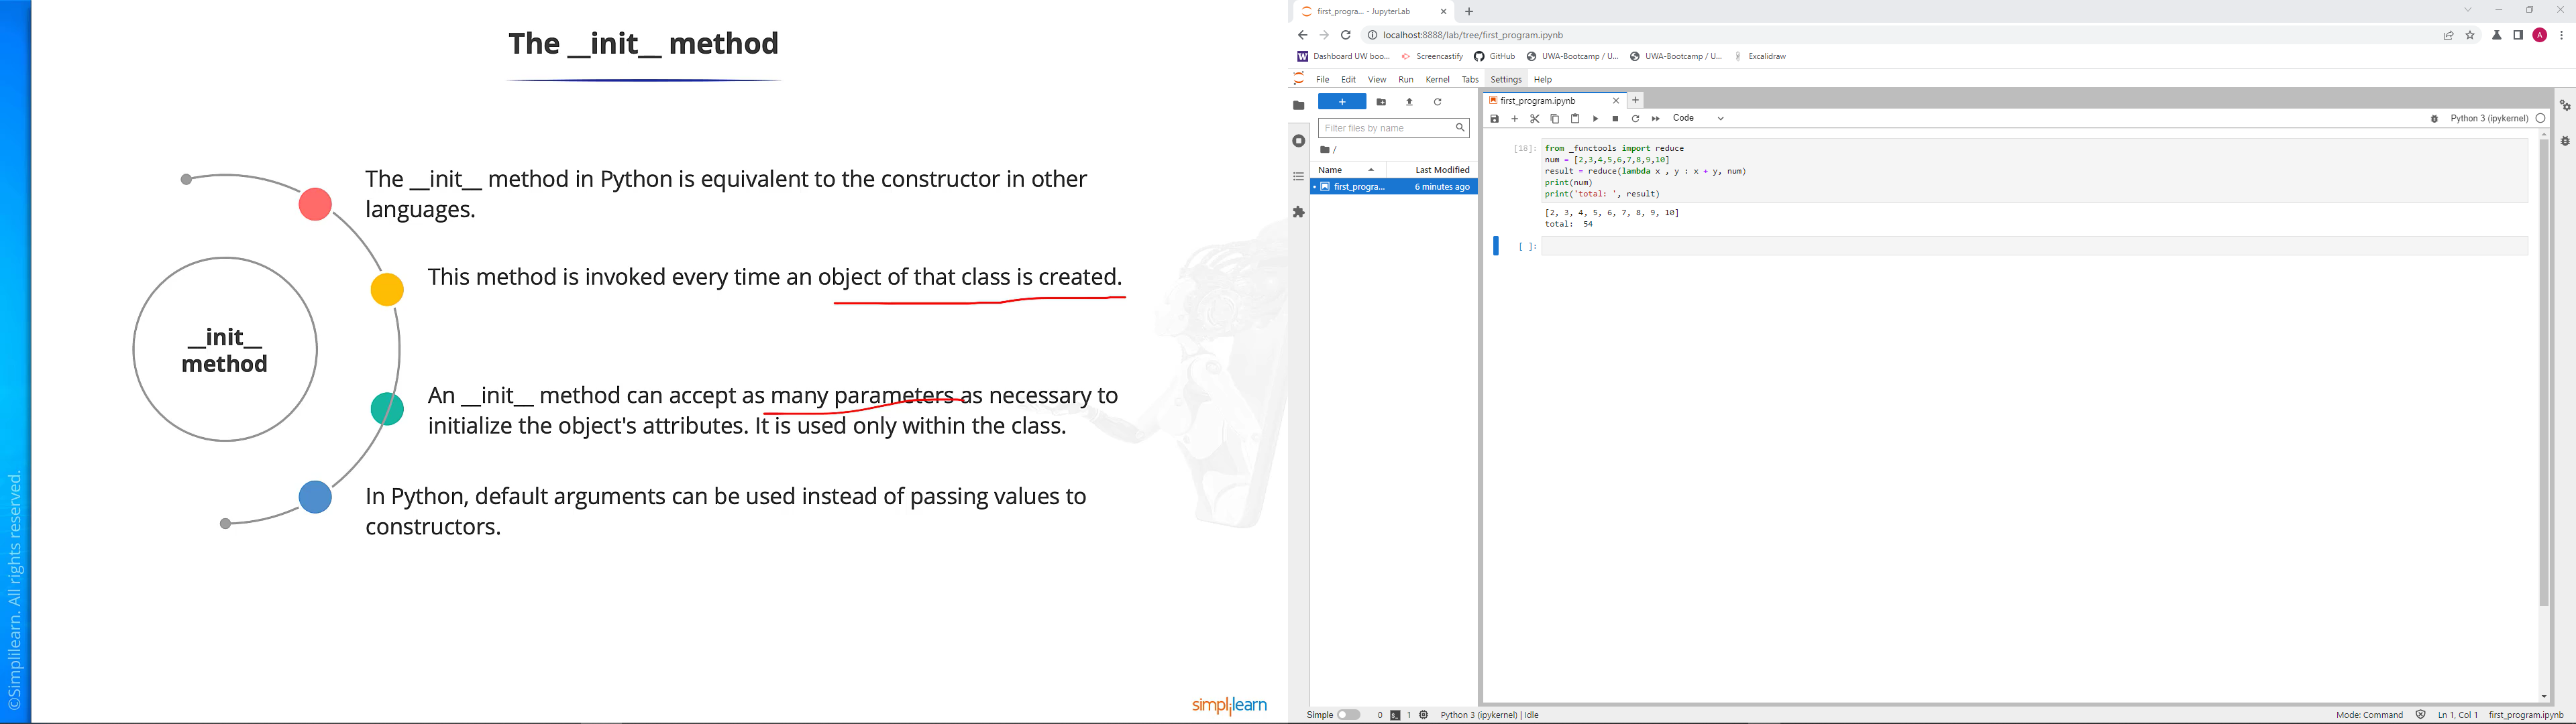 The __init__ method
The __init__ method in Python is equivalent to the constructor in other
languages.
This method is invoked every time an object of that class is created.
__init__
method
An __init__ method can accept as many parameters as necessary to
initialize the object's attributes. It is used only within the class.
In Python, default arguments can be used instead of passing values to
constructors.
©Simplilearn. All rights reserved.
simplilearn
first_progra... - JupyterLab
localhost:8888/lab/tree/first_program.ipynb
A
Dashboard UW boo... Screencastify GitHub UWA-Bootcamp / U... UWA-Bootcamp / U... Excalidraw
File Edit View Run Kernel Tabs Settings Help
first_program.ipynb
Code
Python 3 (ipykernel)
Filter files by name
/
Name Last Modified
first_progra... 6 minutes ago
[18]: from _functools import reduce
num = [2,3,4,5,6,7,8,9,10]
result = reduce(lambda x , y : x + y, num)
print(num)
print('total: ', result)
[2, 3, 4, 5, 6, 7, 8, 9, 10]
total:  54
[ ]:
Simple 0 1 Python 3 (ipykernel) | Idle
Mode: Command Ln 1, Col 1 first_program.ipynb